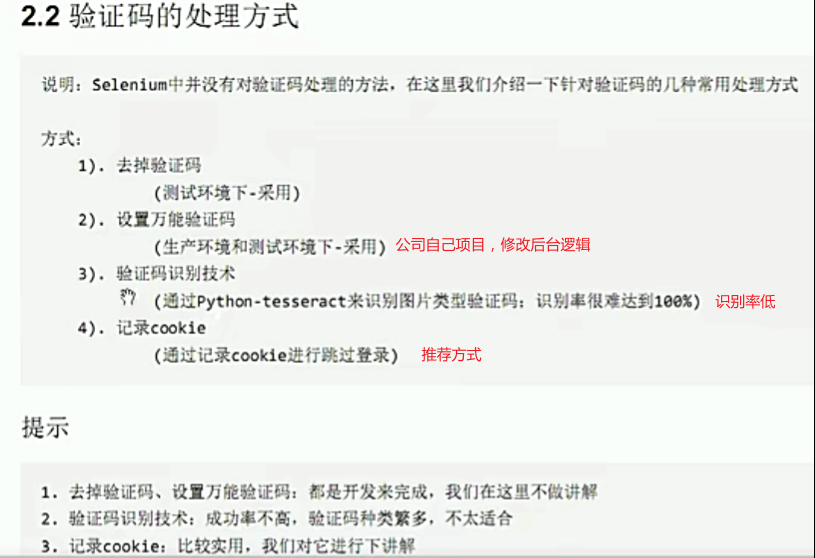 2.2 验证码的处理方式
说明：Selenium中并没有对验证码处理的方法，在这里我们介绍一下针对验证码的几种常用处理方式
方式：
1). 去掉验证码
(测试环境下-采用)
2). 设置万能验证码
(生产环境和测试环境下-采用) 公司自己项目，修改后台逻辑
3). 验证码识别技术
(通过Python-tesseract来识别图片类型验证码；识别率很难达到100%) 识别率低
4). 记录cookie
(通过记录cookie进行跳过登录) 推荐方式
提示
1. 去掉验证码、设置万能验证码：都是开发来完成，我们在这里不做讲解
2. 验证码识别技术：成功率不高，验证码种类繁多，不太适合
3. 记录cookie：比较实用，我们对它进行下讲解